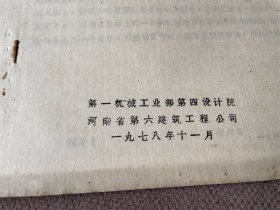 第一机械工业部第四设计院
河南省第六建筑工程公司
一九七八年十一月